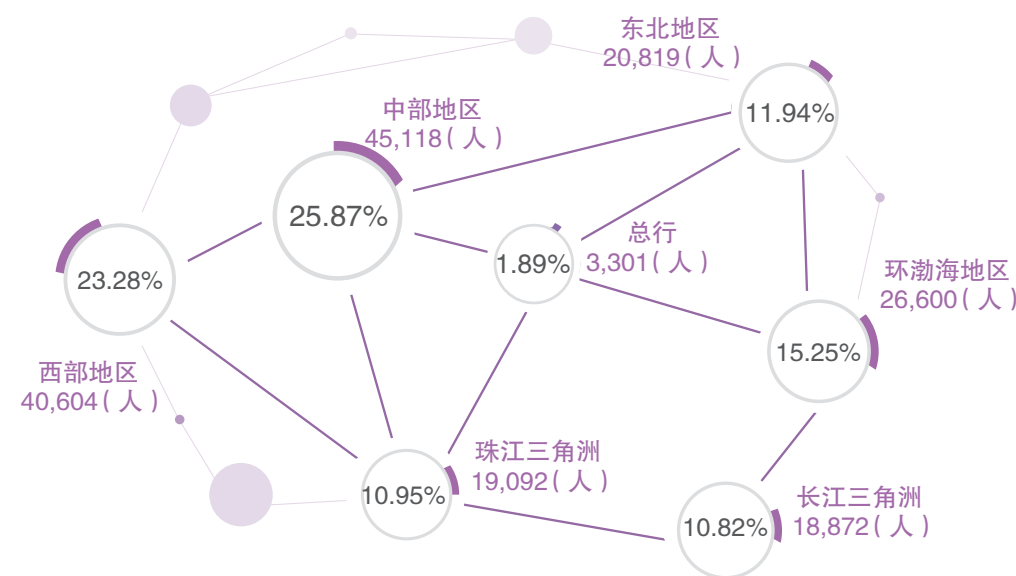 东北地区
20,819(人)
11.94%
中部地区
45,118(人)
25.87%
总行
3,301(人)
1.89%
23.28%
西部地区
40,604(人)
环渤海地区
26,600(人)
15.25%
珠江三角洲
19,092(人)
10.95%
长江三角洲
18,872(人)
10.82%